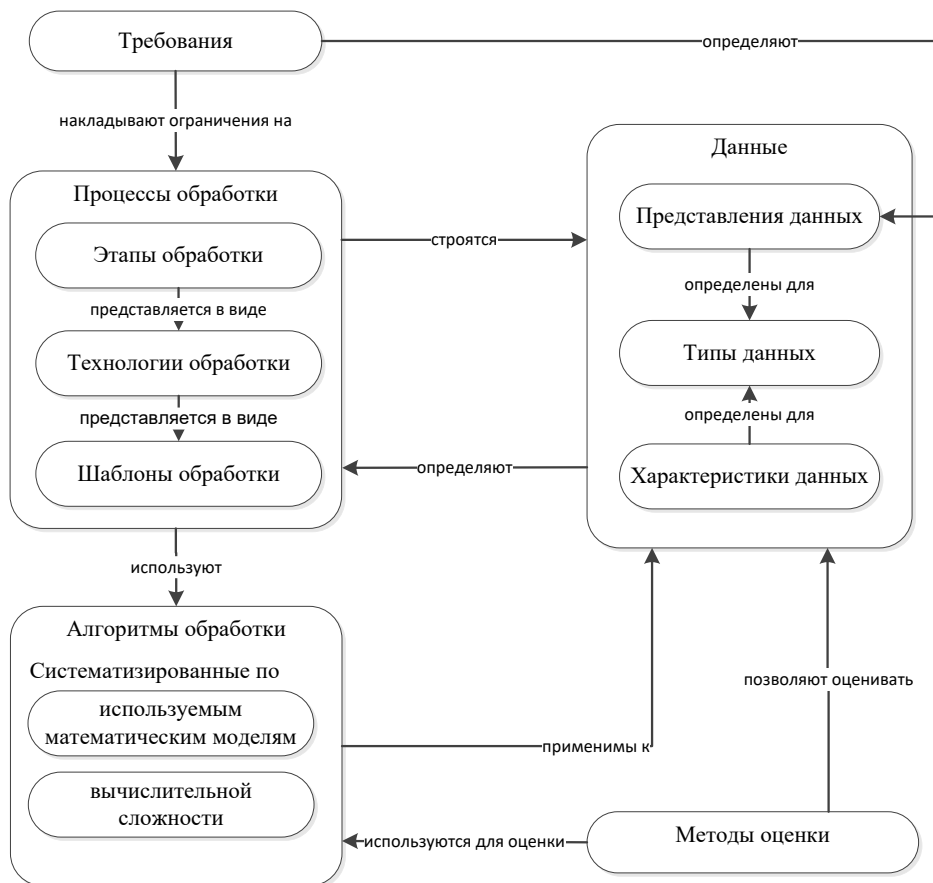 Требования
определяют
накладывают ограничения на
Процессы обработки
Этапы обработки
представляется в виде
Технологии обработки
представляется в виде
Шаблоны обработки
строятся
определяют
Данные
Представления данных
определены для
Типы данных
определены для
Характеристики данных
используют
Алгоритмы обработки
Систематизированные по
используемым
математическим моделям
вычислительной
сложности
применимы к
позволяют оценивать
используются для оценки
Методы оценки